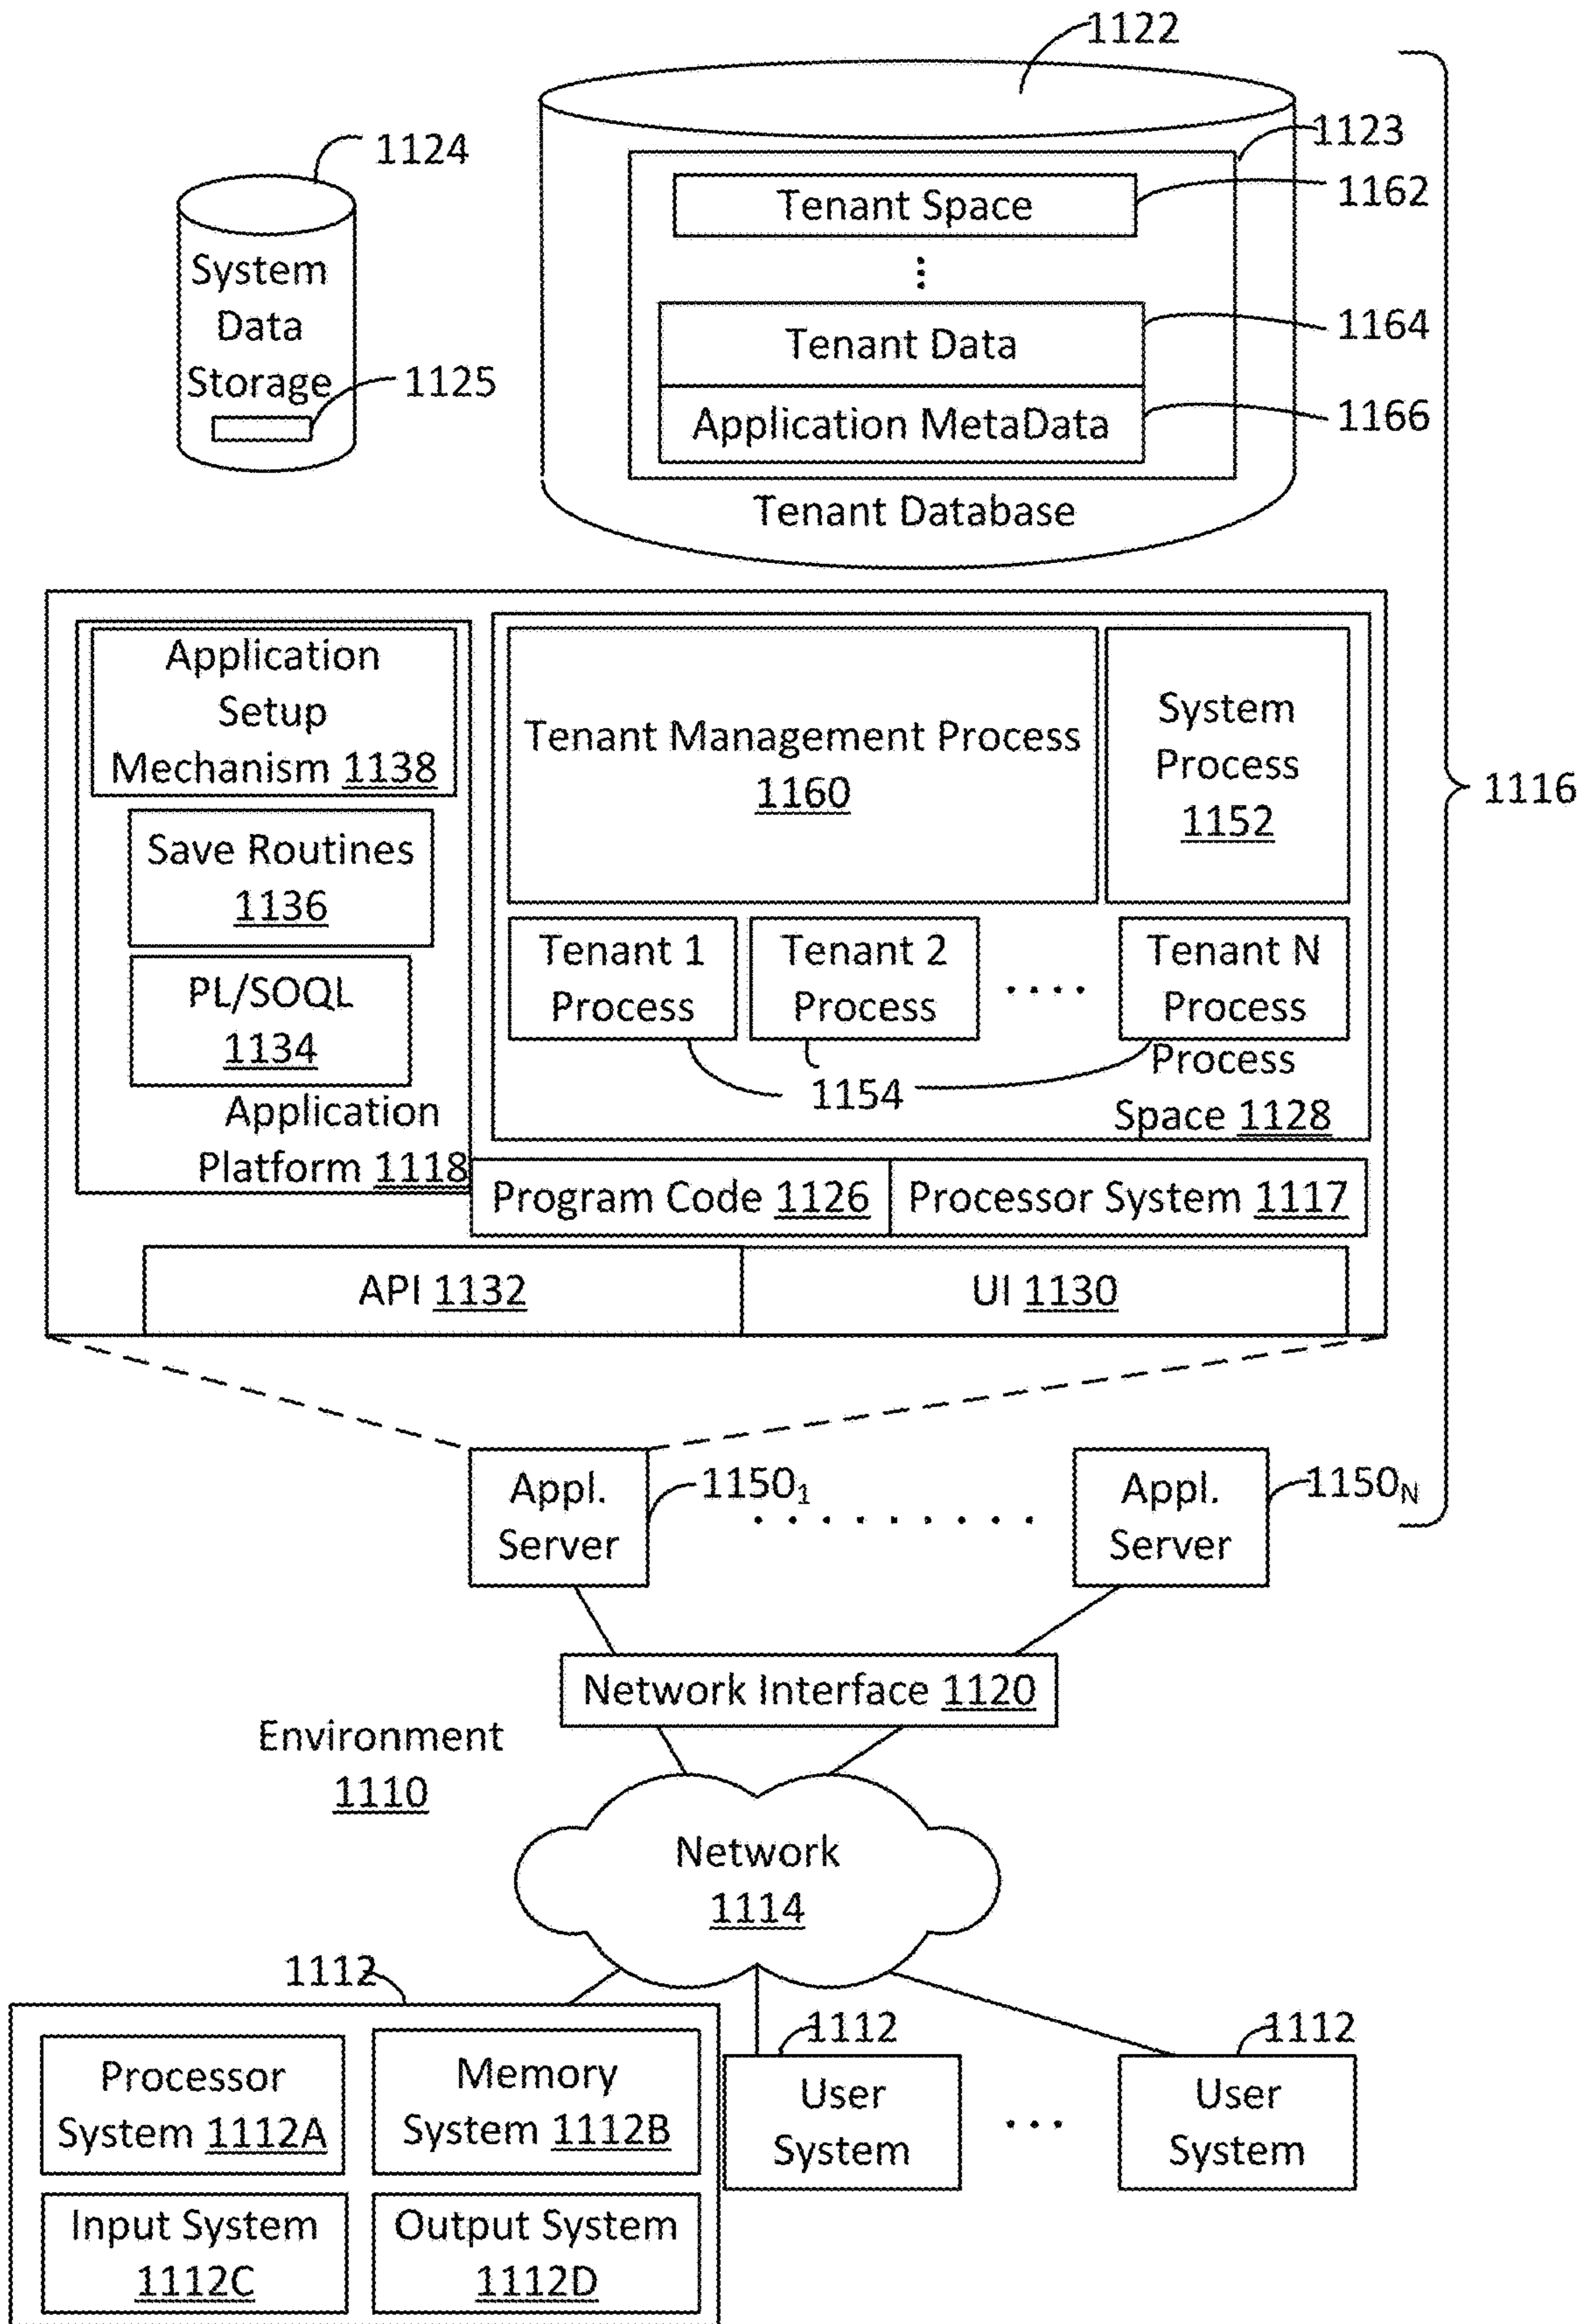 1122
1124
1123
Tenant Space
1162
System
Data
Storage
1125
Tenant Data
1164
Application MetaData
1166
Tenant Database
Application
Setup
Mechanism 1138
Tenant Management Process
1160
System
Process
1152
1116
Save Routines
1136
PL/SOQL
1134
Application
Platform 1118
Tenant 1
Process
Tenant 2
Process
....
Tenant N
Process
1154
Process
Space 1128
Program Code 1126
Processor System 1117
API 1132
UI 1130
Appl.
Server
1150₁
.........
Appl.
Server
1150N
Network Interface 1120
Environment
1110
Network
1114
1112
Processor
System 1112A
Memory
System 1112B
Input System
1112C
Output System
1112D
1112
User
System
...
1112
User
System